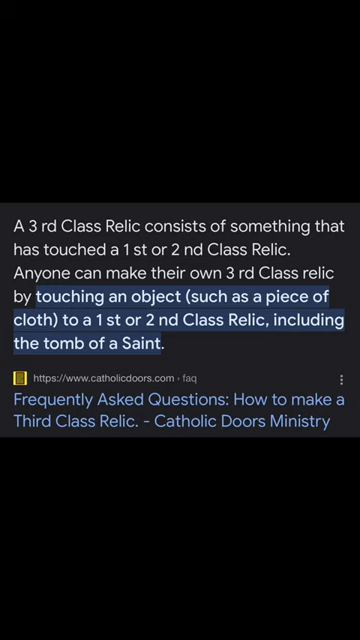 A 3 rd Class Relic consists of something that
has touched a 1 st or 2 nd Class Relic.
Anyone can make their own 3 rd Class relic
by touching an object (such as a piece of
cloth) to a 1 st or 2 nd Class Relic, including
the tomb of a Saint.
https://www.catholicdoors.com › faq
Frequently Asked Questions: How to make a
Third Class Relic. - Catholic Doors Ministry